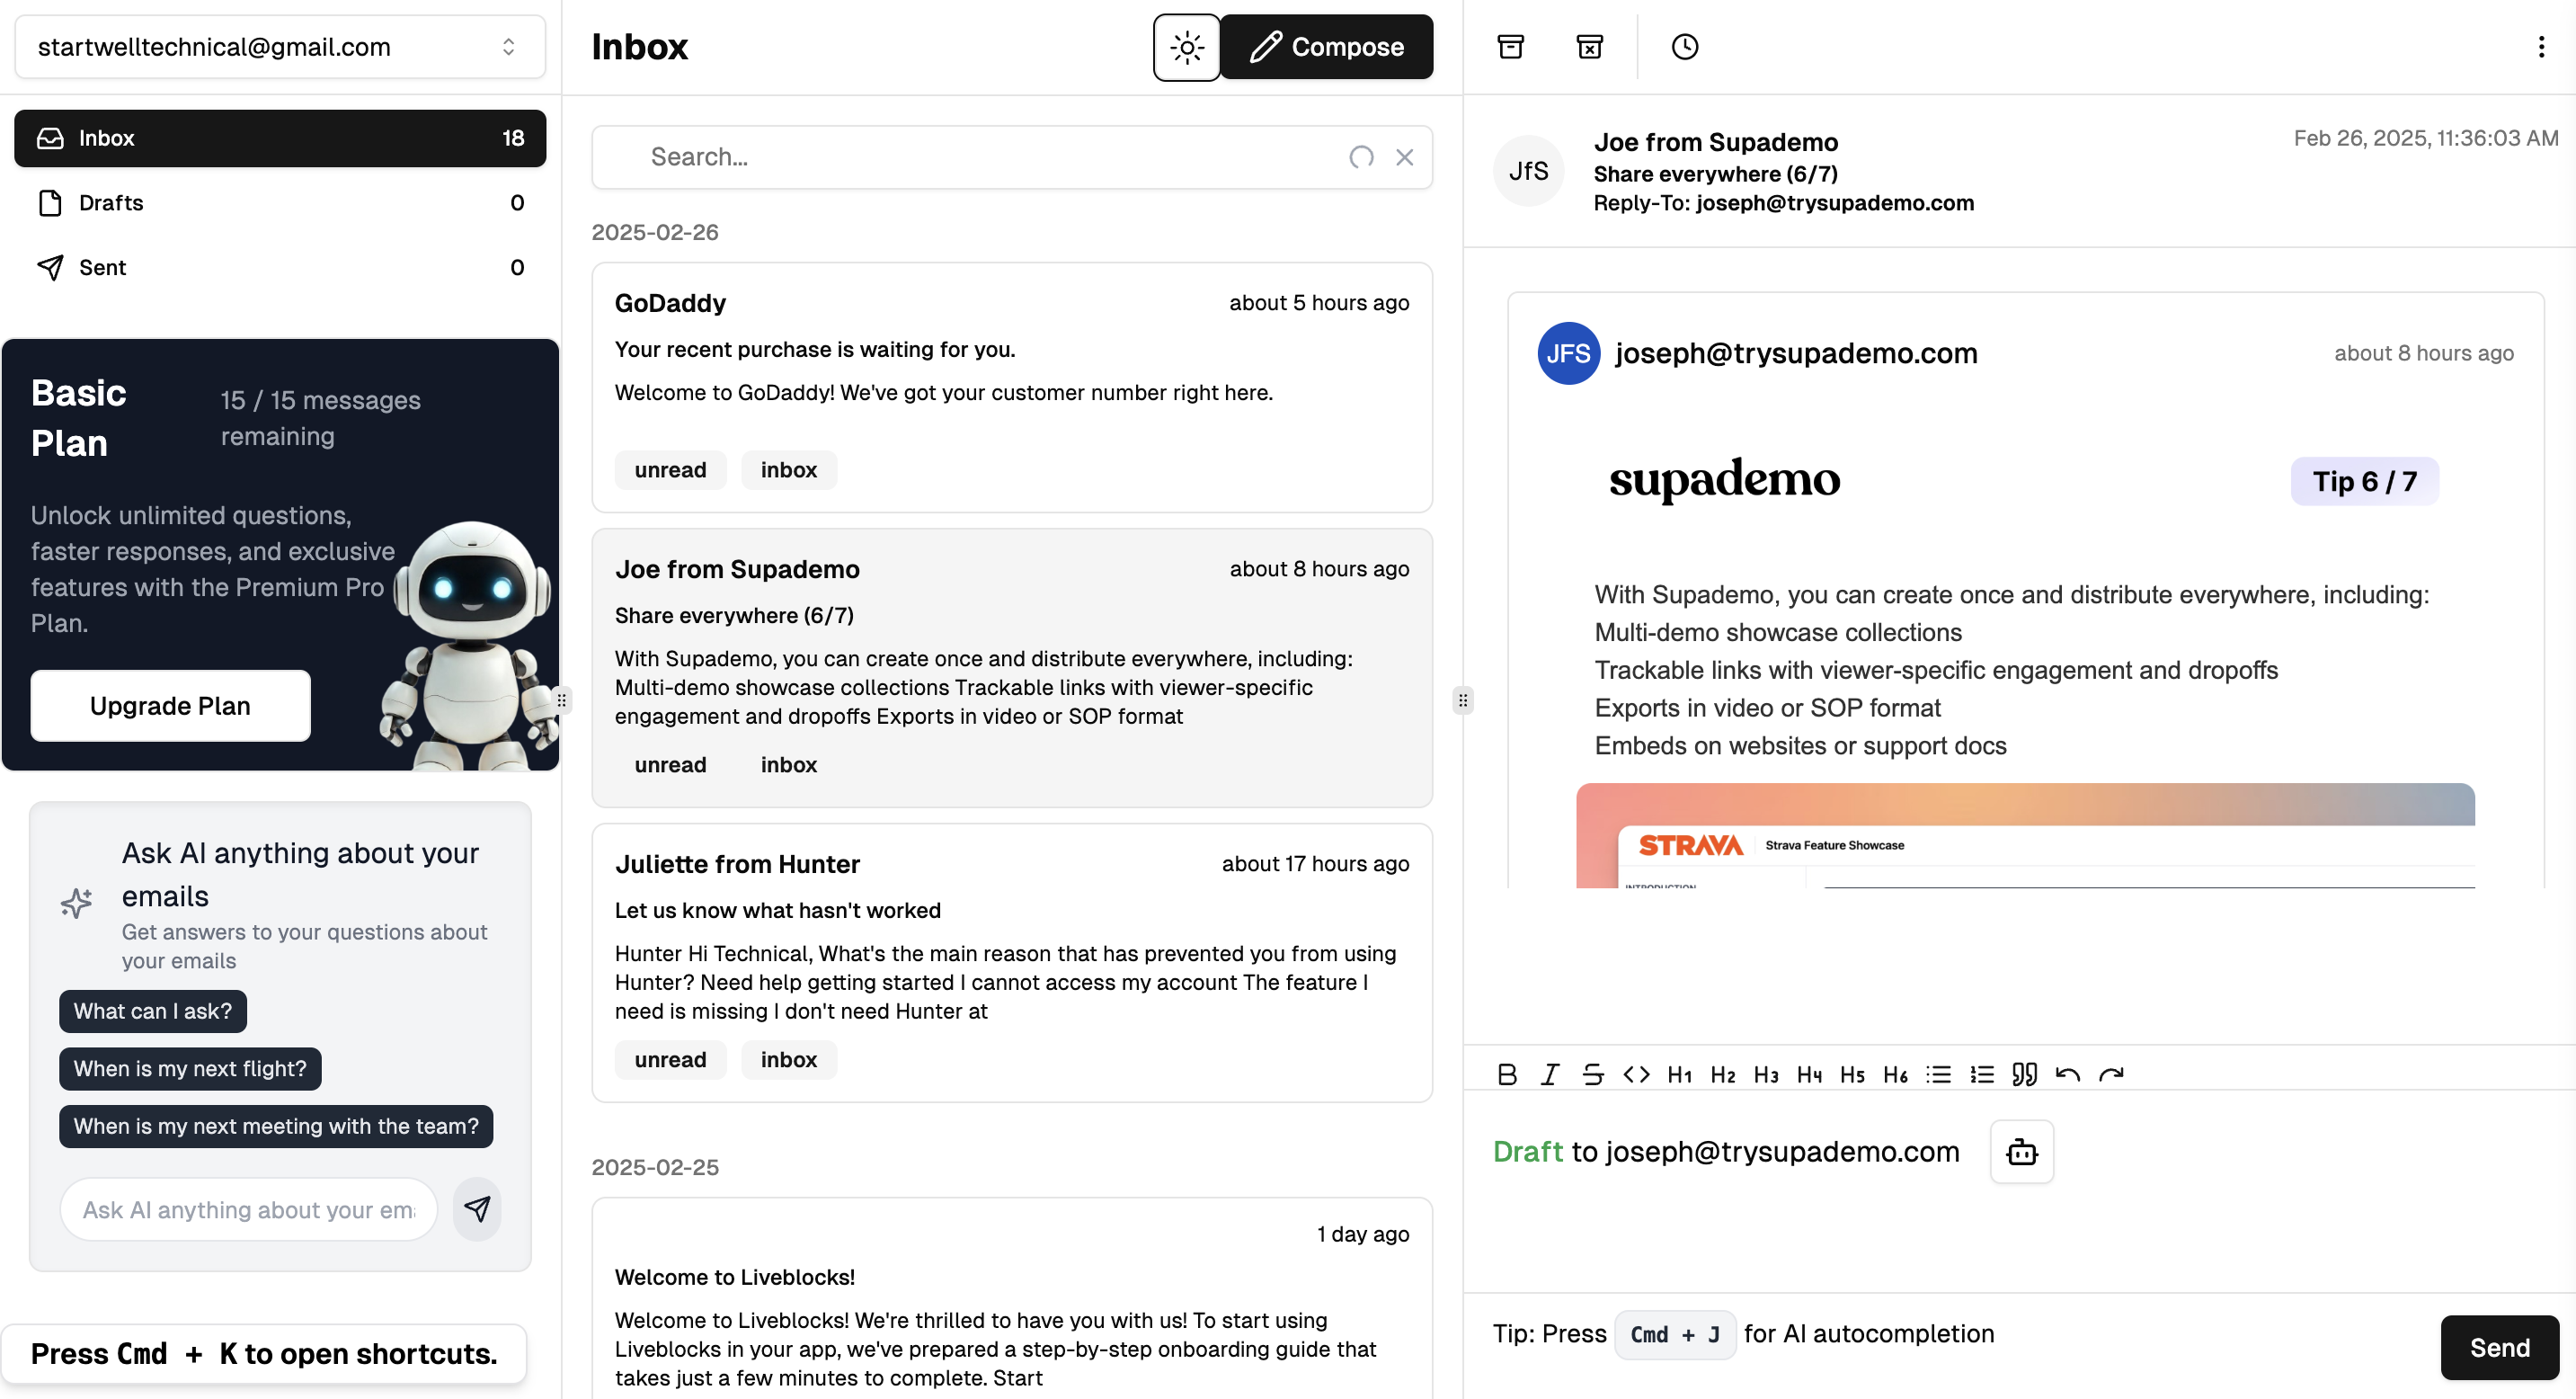 startwelltechnical@gmail.com
Inbox 18
Drafts 0
Sent 0
Basic Plan
15 / 15 messages remaining
Unlock unlimited questions,
faster responses, and exclusive
features with the Premium Pro
Plan.
Upgrade Plan
Ask AI anything about your
emails
Get answers to your questions about
your emails
What can I ask?
When is my next flight?
When is my next meeting with the team?
Ask AI anything about your ema
Press Cmd + K to open shortcuts.
Inbox
Compose
Search...
2025-02-26
GoDaddy about 5 hours ago
Your recent purchase is waiting for you.
Welcome to GoDaddy! We've got your customer number right here.
unread inbox
Joe from Supademo about 8 hours ago
Share everywhere (6/7)
With Supademo, you can create once and distribute everywhere, including:
Multi-demo showcase collections Trackable links with viewer-specific
engagement and dropoffs Exports in video or SOP format
unread inbox
Juliette from Hunter about 17 hours ago
Let us know what hasn't worked
Hunter Hi Technical, What's the main reason that has prevented you from using
Hunter? Need help getting started I cannot access my account The feature I
need is missing I don't need Hunter at
unread inbox
2025-02-25
1 day ago
Welcome to Liveblocks!
Welcome to Liveblocks! We're thrilled to have you with us! To start using
Liveblocks in your app, we've prepared a step-by-step onboarding guide that
takes just a few minutes to complete. Start
JfS
Joe from Supademo
Feb 26, 2025, 11:36:03 AM
Share everywhere (6/7)
Reply-To: joseph@trysupademo.com
JFS joseph@trysupademo.com about 8 hours ago
supademo
Tip 6 / 7
With Supademo, you can create once and distribute everywhere, including:
Multi-demo showcase collections
Trackable links with viewer-specific engagement and dropoffs
Exports in video or SOP format
Embeds on websites or support docs
STRAVA Strava Feature Showcase
INTRODUCTION
H1 H2 H3 H4 H5 H6
Draft to joseph@trysupademo.com
Tip: Press Cmd + J for AI autocompletion
Send